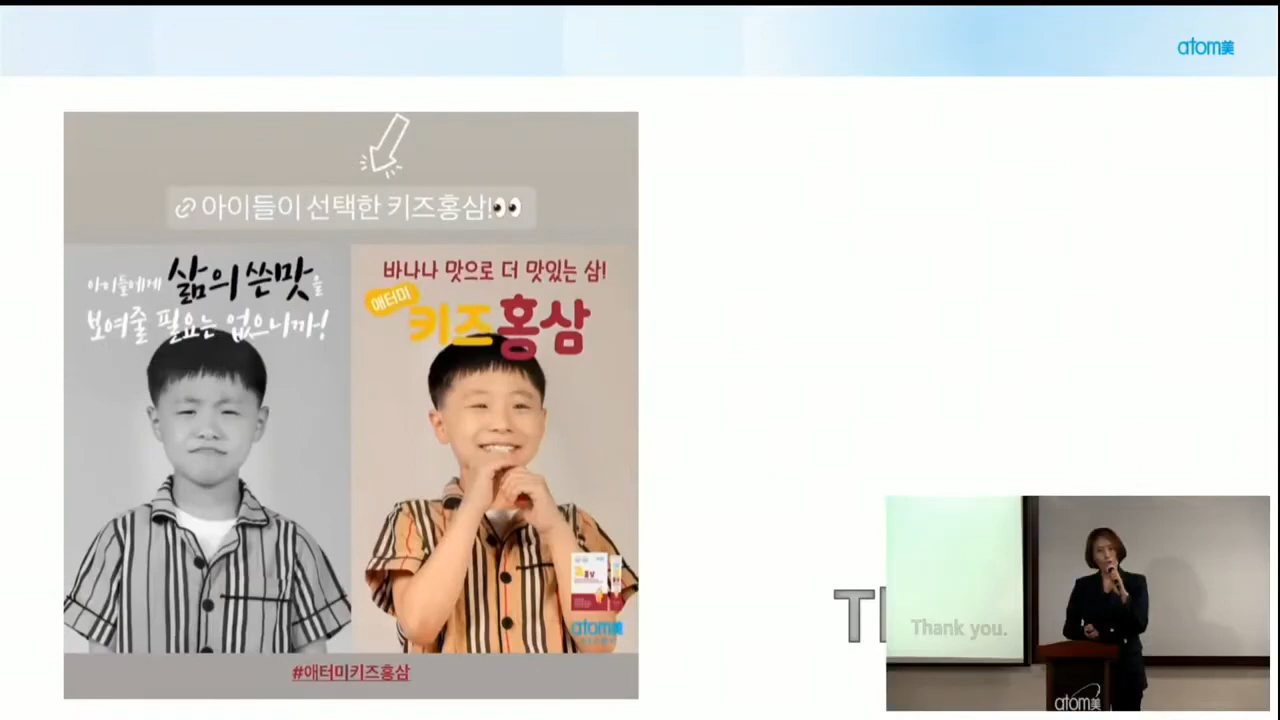 atom美
아이들이 선택한 키즈홍삼!👀
아이들에게 삶의 쓴맛을
보여줄 필요는 없으니까!
바나나 맛으로 더 맛있는 삼!
애터미
키즈홍삼
atom美
#애터미키즈홍삼
Th
Thank you.
atom美